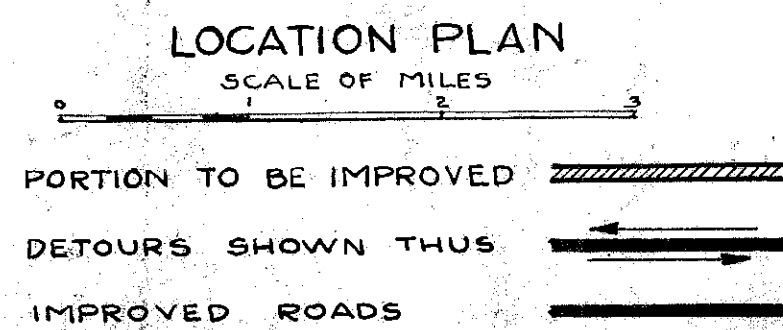 LOCATION PLAN
SCALE OF MILES
0 1 2 3
PORTION TO BE IMPROVED
DETOURS SHOWN THUS
IMPROVED ROADS